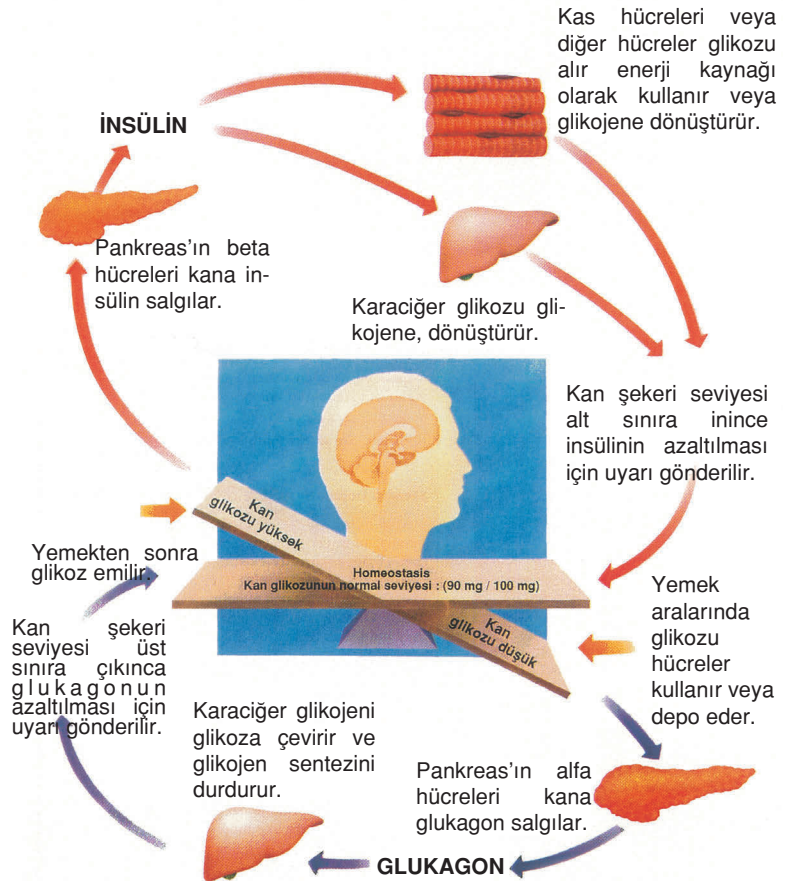 Kas hücreleri veya
diğer hücreler glikozu
alır enerji kaynağı
olarak kullanır veya
glikojene dönüştürür.
İNSÜLİN
Pankreas'ın beta
hücreleri kana in-
sülin salgılar.
Karaciğer glikozu gli-
kojene, dönüştürür.
Kan şekeri seviyesi
alt sınıra inince
insülinin azaltılması
için uyarı gönderilir.
Kan
glikozu yüksek
Yemekten sonra
glikoz emilir.
Homeostasis
Kan glikozunun normal seviyesi : (90 mg / 100 mg)
Kan
glikozu düşük
Yemek
aralarında
glikozu
hücreler
kullanır veya
depo eder.
Kan şekeri
seviyesi üst
sınıra çıkınca
glukagonun
azaltılması için
uyarı gönderilir.
Karaciğer glikojeni
glikoza çevirir ve
glikojen sentezini
durdurur.
Pankreas'ın alfa
hücreleri kana
glukagon salgılar.
GLUKAGON